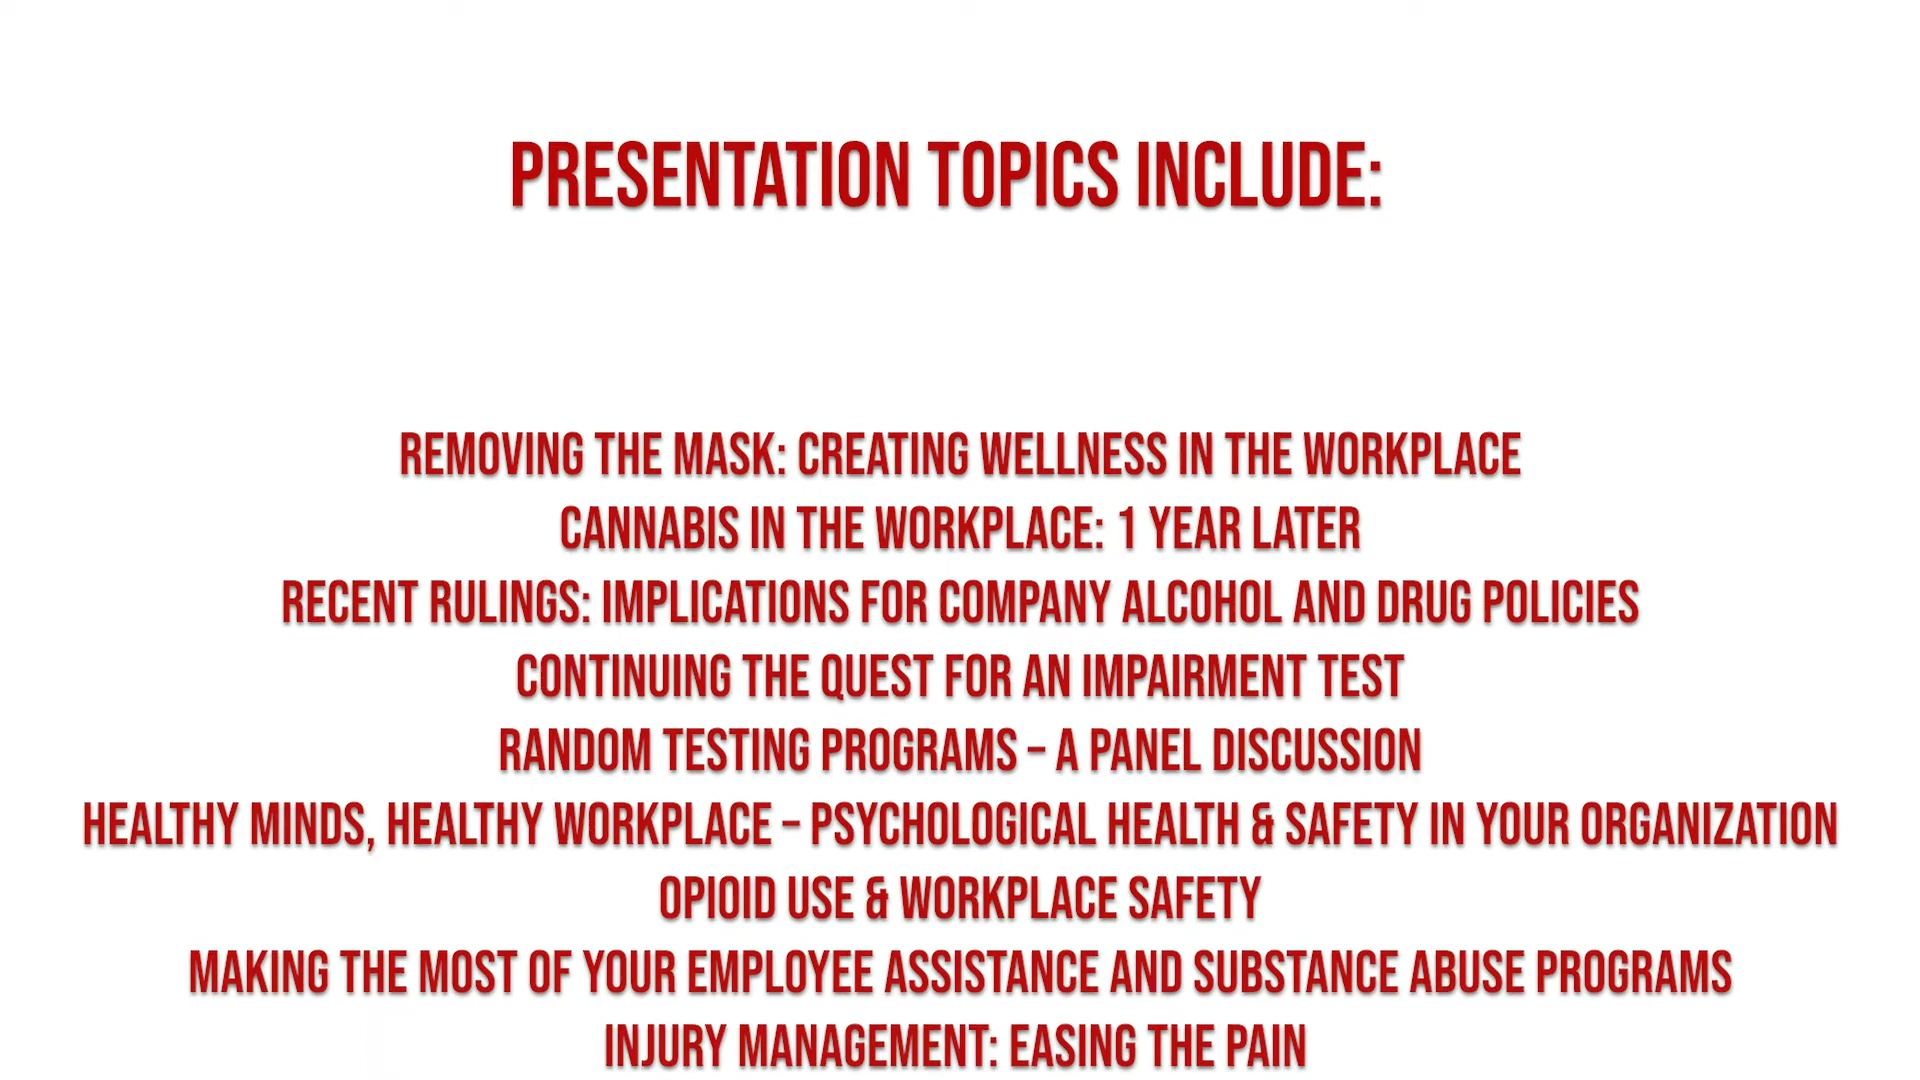 PRESENTATION TOPICS INCLUDE:
REMOVING THE MASK: CREATING WELLNESS IN THE WORKPLACE
CANNABIS IN THE WORKPLACE: 1 YEAR LATER
RECENT RULINGS: IMPLICATIONS FOR COMPANY ALCOHOL AND DRUG POLICIES
CONTINUING THE QUEST FOR AN IMPAIRMENT TEST
RANDOM TESTING PROGRAMS – A PANEL DISCUSSION
HEALTHY MINDS, HEALTHY WORKPLACE – PSYCHOLOGICAL HEALTH & SAFETY IN YOUR ORGANIZATION
OPIOID USE & WORKPLACE SAFETY
MAKING THE MOST OF YOUR EMPLOYEE ASSISTANCE AND SUBSTANCE ABUSE PROGRAMS
INJURY MANAGEMENT: EASING THE PAIN